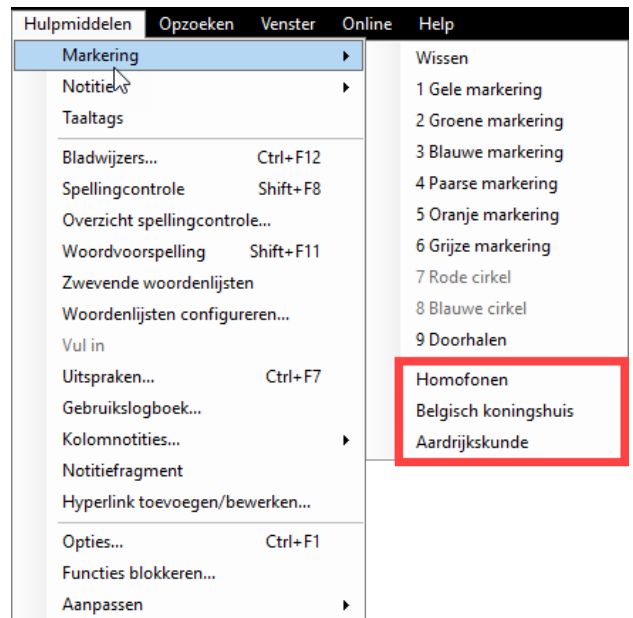 Hulpmiddelen Opzoeken Venster Online Help
Markering
Notitie
Taaltags
Bladwijzers... Ctrl+F12
Spellingcontrole Shift+F8
Overzicht spellingcontrole...
Woordvoorspelling Shift+F11
Zwevende woordenlijsten
Woordenlijsten configureren...
Vul in
Uitspraken... Ctrl+F7
Gebruikslogboek...
Kolomnotities...
Notitiefragment
Hyperlink toevoegen/bewerken...
Opties... Ctrl+F1
Functies blokkeren...
Aanpassen
Wissen
1 Gele markering
2 Groene markering
3 Blauwe markering
4 Paarse markering
5 Oranje markering
6 Grijze markering
7 Rode cirkel
8 Blauwe cirkel
9 Doorhalen
Homofonen
Belgisch koningshuis
Aardrijkskunde